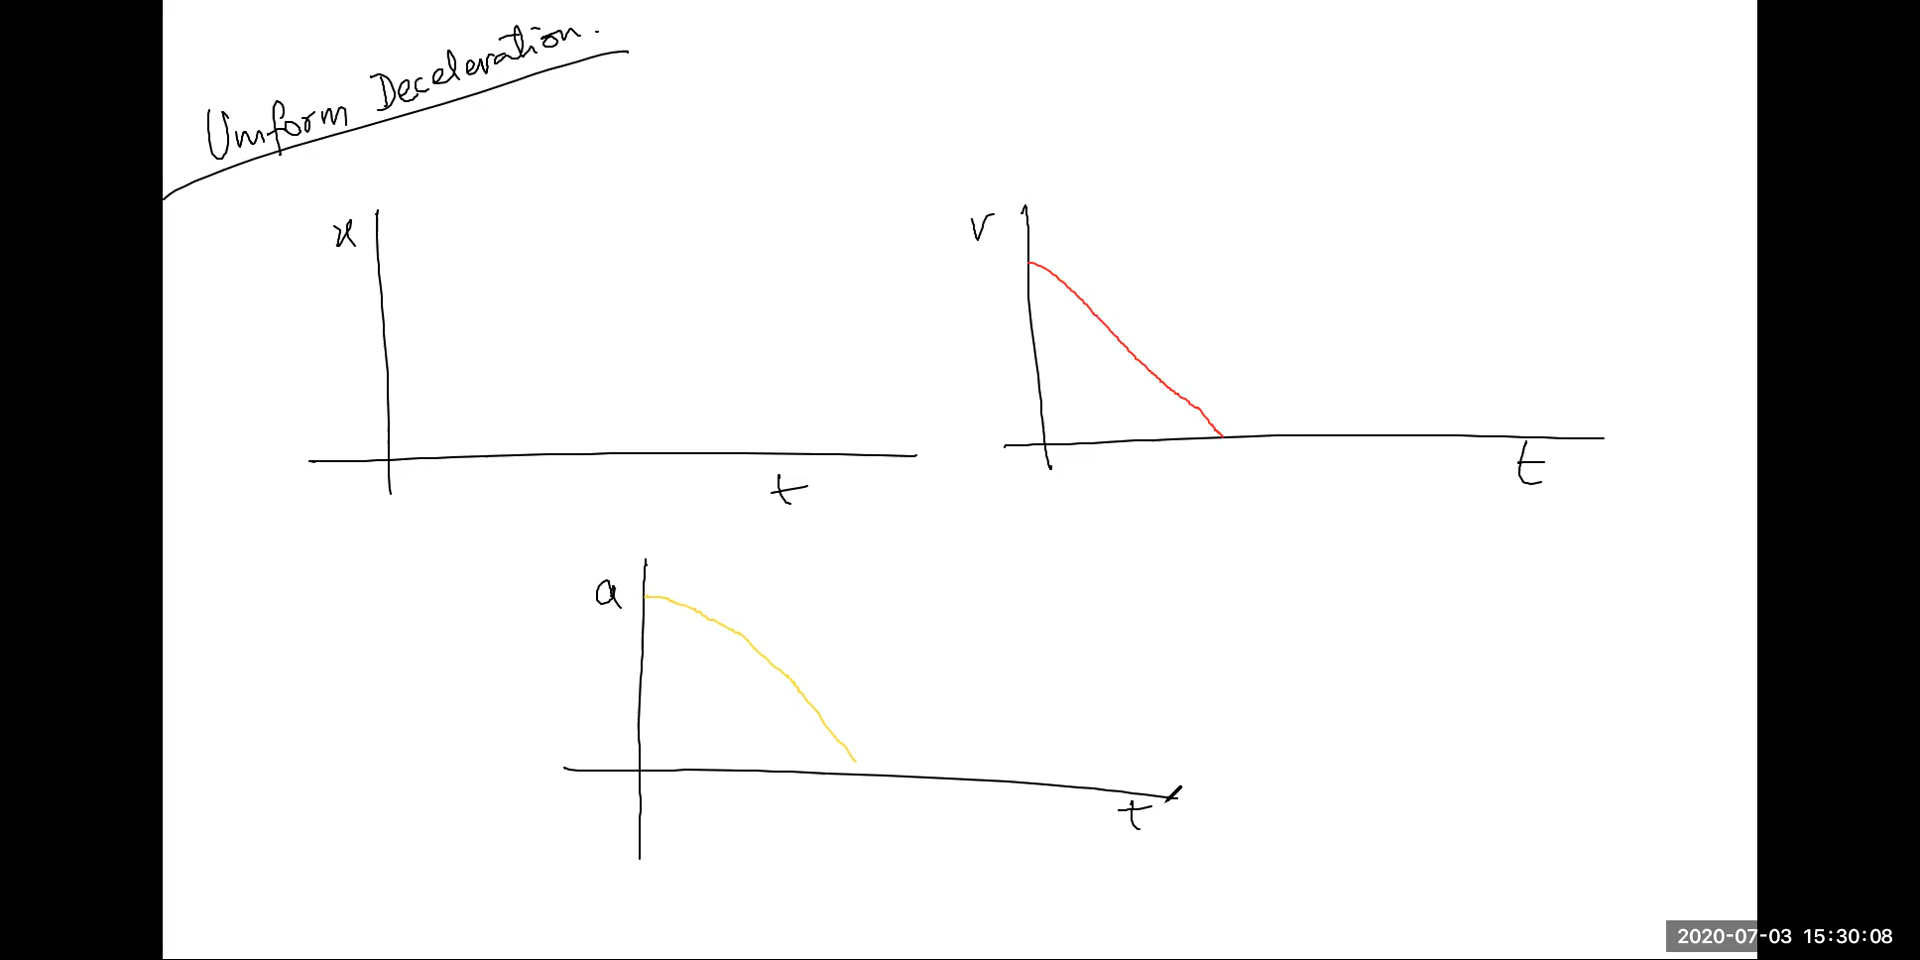 Uniform Deceleration.
x
t
v
t
a
t
2020-07-03 15:30:08